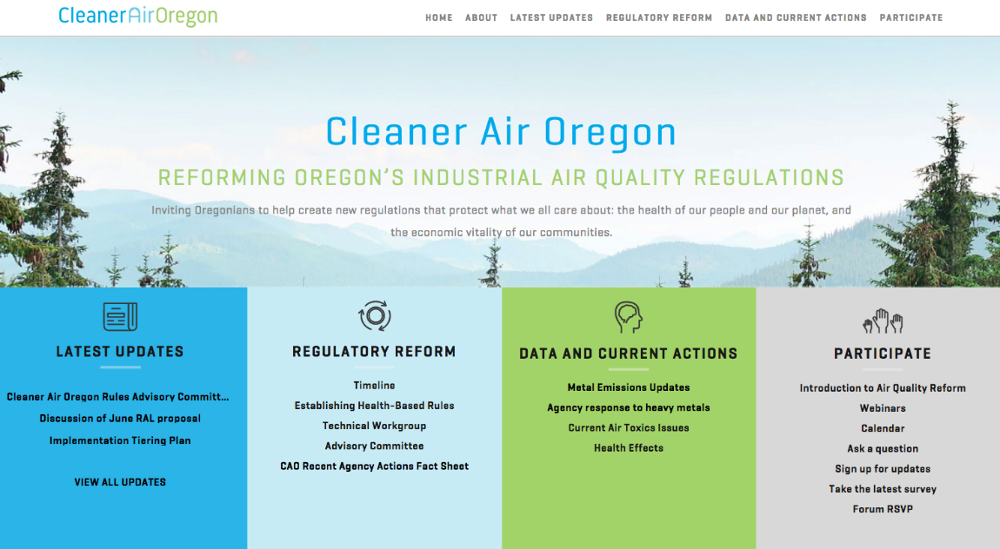 CleanerAirOregon
HOME ABOUT LATEST UPDATES REGULATORY REFORM DATA AND CURRENT ACTIONS PARTICIPATE
Cleaner Air Oregon
REFORMING OREGON'S INDUSTRIAL AIR QUALITY REGULATIONS
Inviting Oregonians to help create new regulations that protect what we all care about: the health of our people and our planet, and
the economic vitality of our communities.
LATEST UPDATES
Cleaner Air Oregon Rules Advisory Committ...
Discussion of June RAL proposal
Implementation Tiering Plan
VIEW ALL UPDATES
REGULATORY REFORM
Timeline
Establishing Health-Based Rules
Technical Workgroup
Advisory Committee
CAO Recent Agency Actions Fact Sheet
DATA AND CURRENT ACTIONS
Metal Emissions Updates
Agency response to heavy metals
Current Air Toxics Issues
Health Effects
PARTICIPATE
Introduction to Air Quality Reform
Webinars
Calendar
Ask a question
Sign up for updates
Take the latest survey
Forum RSVP